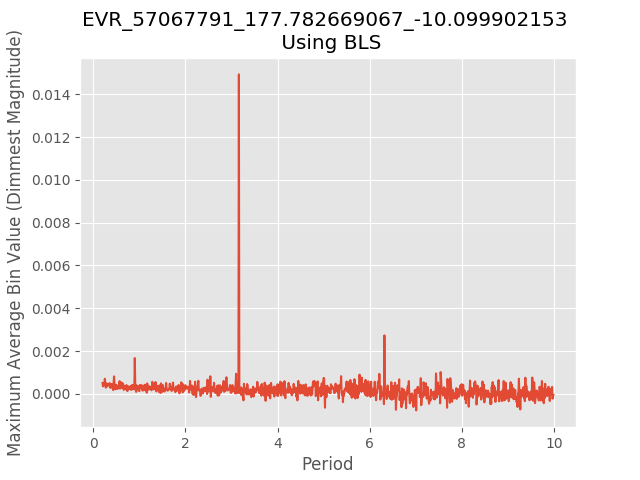 EVR_57067791_177.782669067_-10.099902153
Using BLS
Maximum Average Bin Value (Dimmest Magnitude)
0.014
0.012
0.010
0.008
0.006
0.004
0.002
0.000
0 2 4 6 8 10
Period